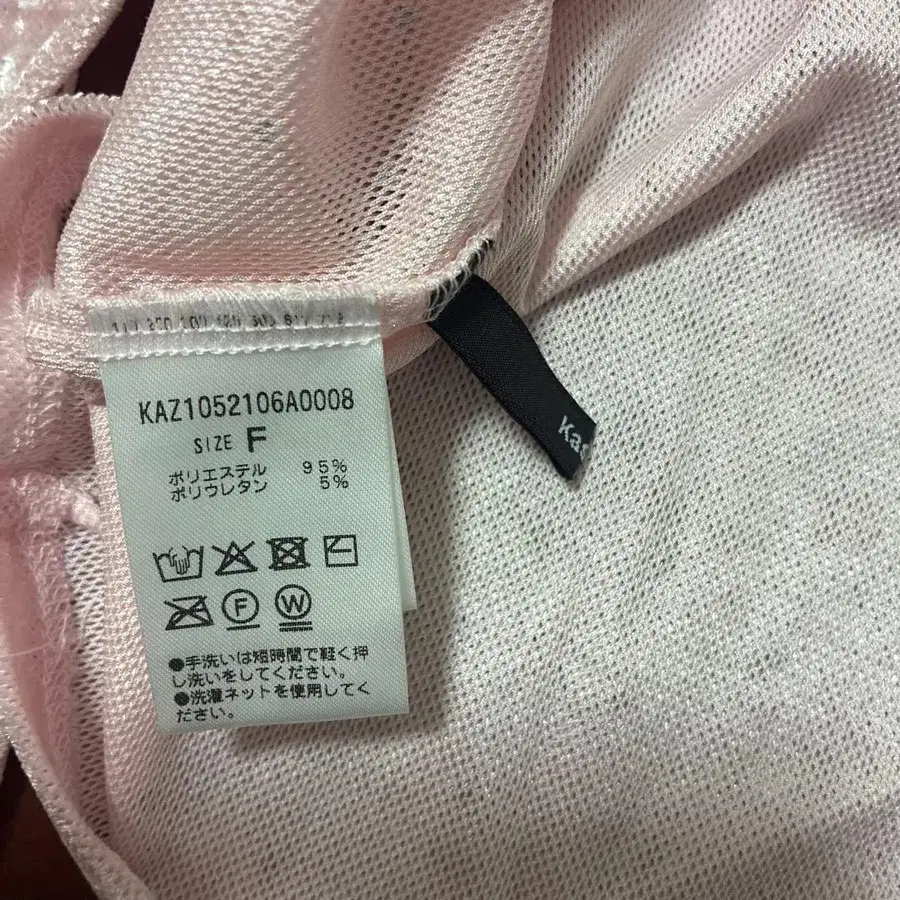 KAZ1052106A0008
SIZE F
ポリエステル 95%
ポリウレタン 5%
F W
●手洗いは短時間で軽く押
し洗いをしてください。
●洗濯ネットを使用してく
ださい。